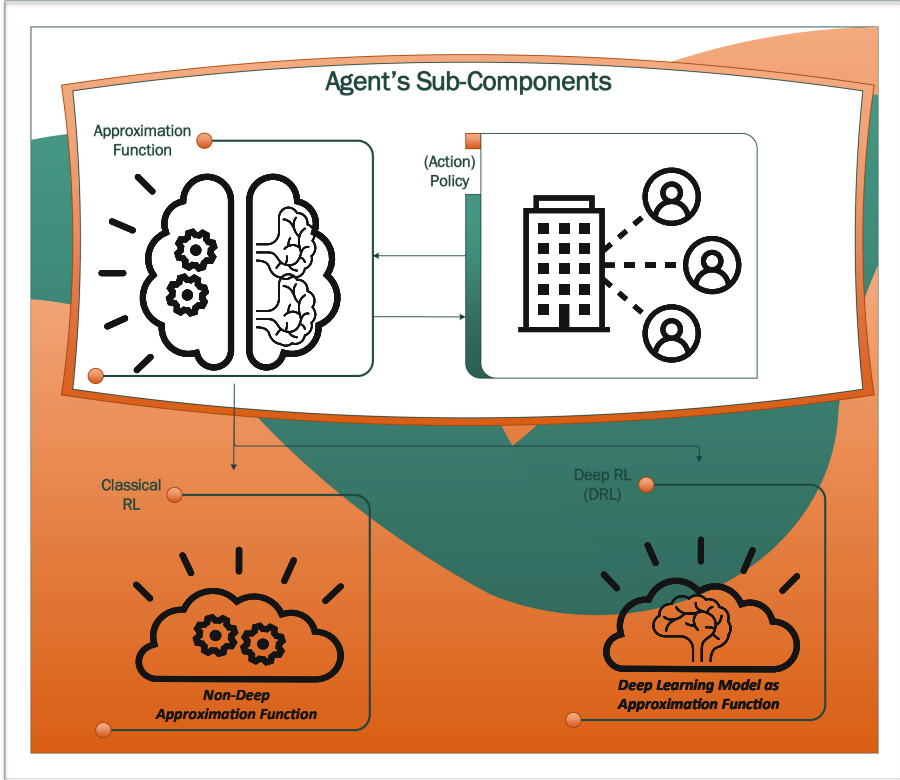 Agent's Sub-Components
Approximation
Function
(Action)
Policy
Classical
RL
Deep RL
(DRL)
Non-Deep
Approximation Function
Deep Learning Model as
Approximation Function